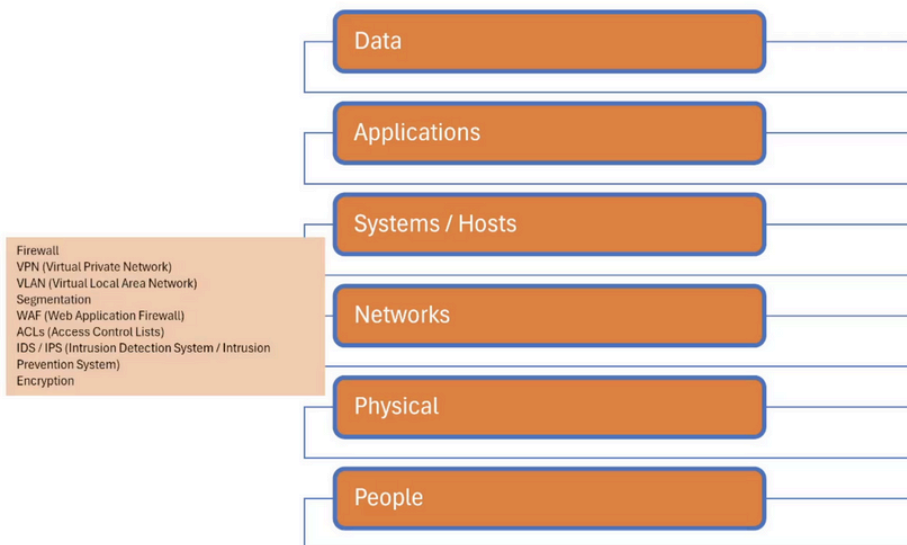 Data
Applications
Systems / Hosts
Firewall
VPN (Virtual Private Network)
VLAN (Virtual Local Area Network)
Segmentation
WAF (Web Application Firewall)
ACLs (Access Control Lists)
IDS / IPS (Intrusion Detection System / Intrusion
Prevention System)
Encryption
Networks
Physical
People